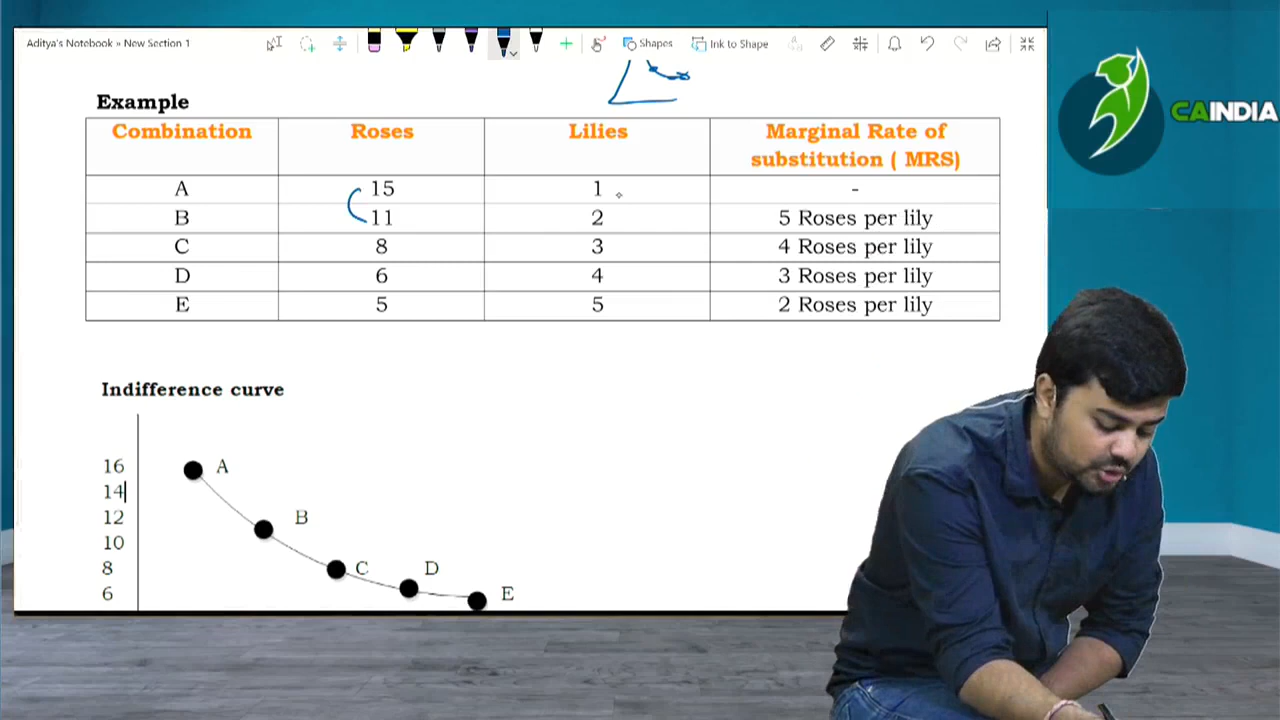 Aditya's Notebook » New Section 1
Shapes
Ink to Shape
CAINDIA
Example
Combination Roses Lilies Marginal Rate of
substitution ( MRS)
A 15 1 -
B 11 2 5 Roses per lily
C 8 3 4 Roses per lily
D 6 4 3 Roses per lily
E 5 5 2 Roses per lily
Indifference curve
16 A
14
12 B
10
8 C D
6 E